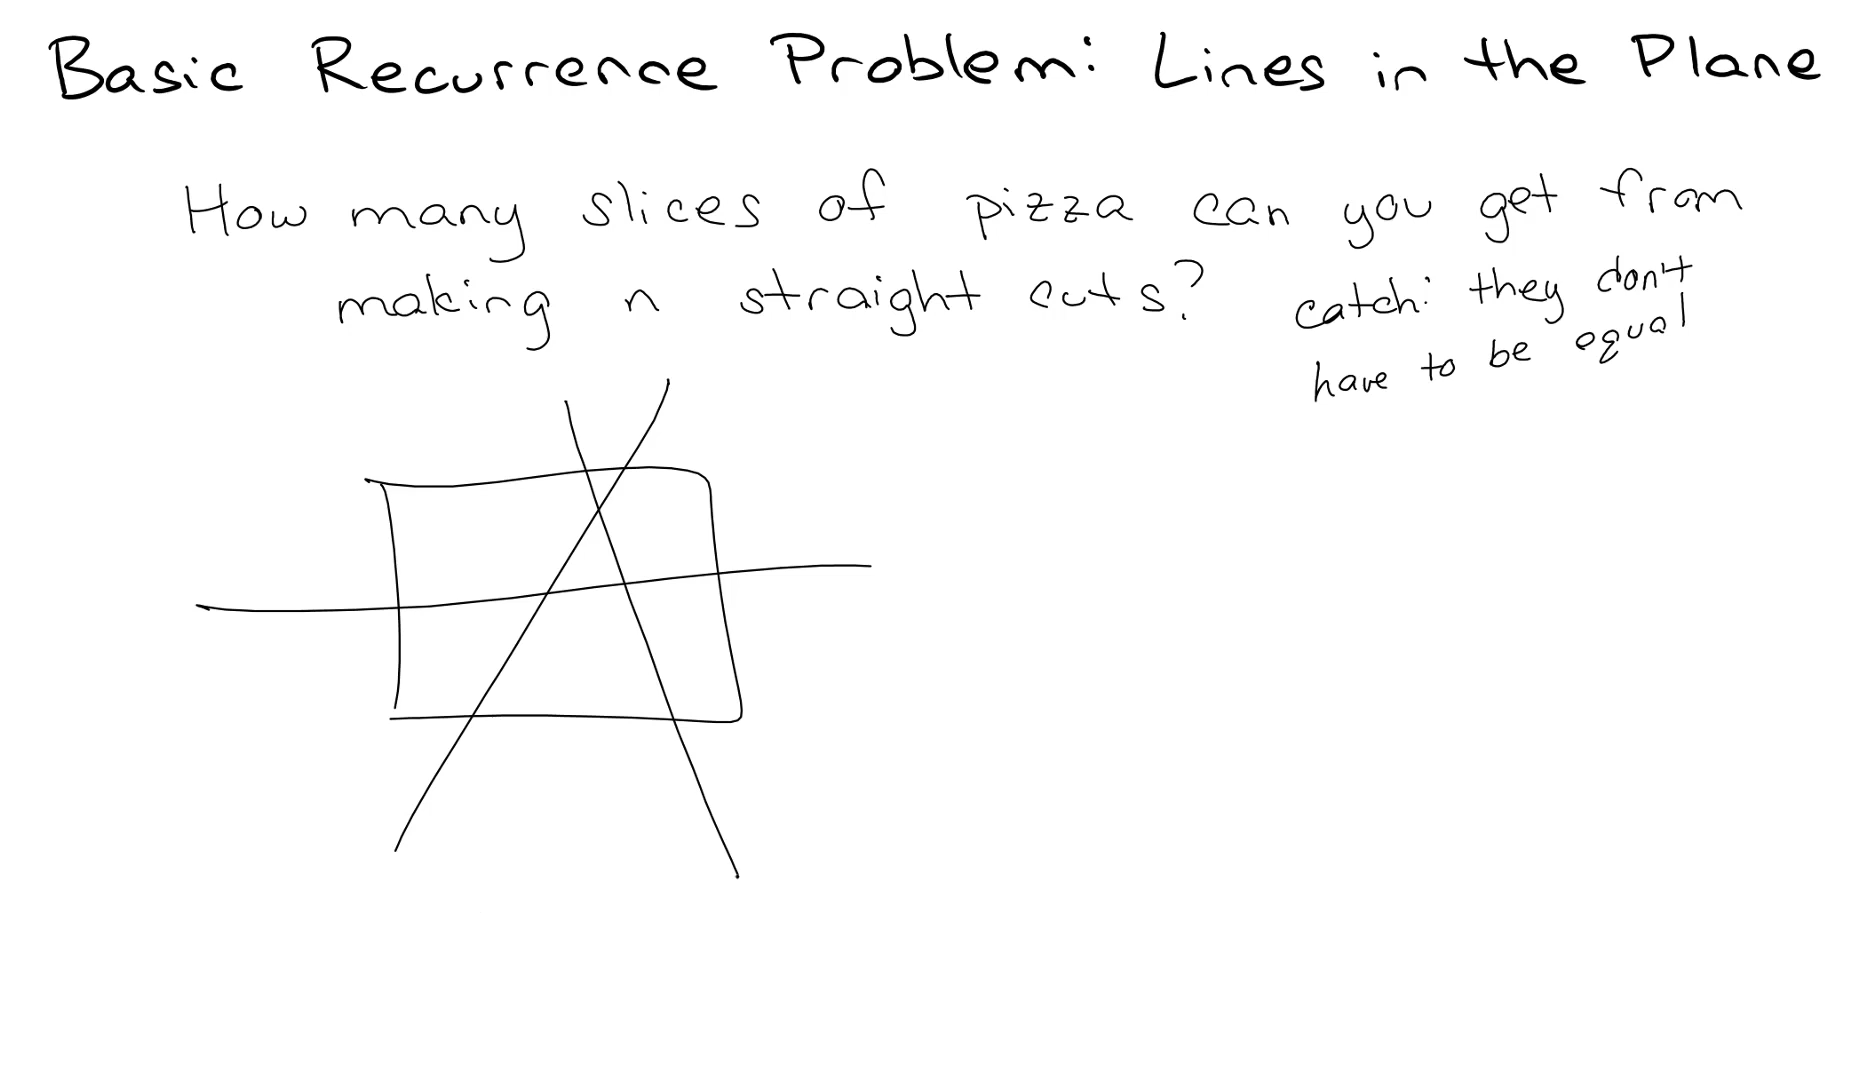 Basic Recurrence Problem: Lines in the Plane
How many slices of pizza can you get from
making n straight cuts?
catch: they don't
have to be equal